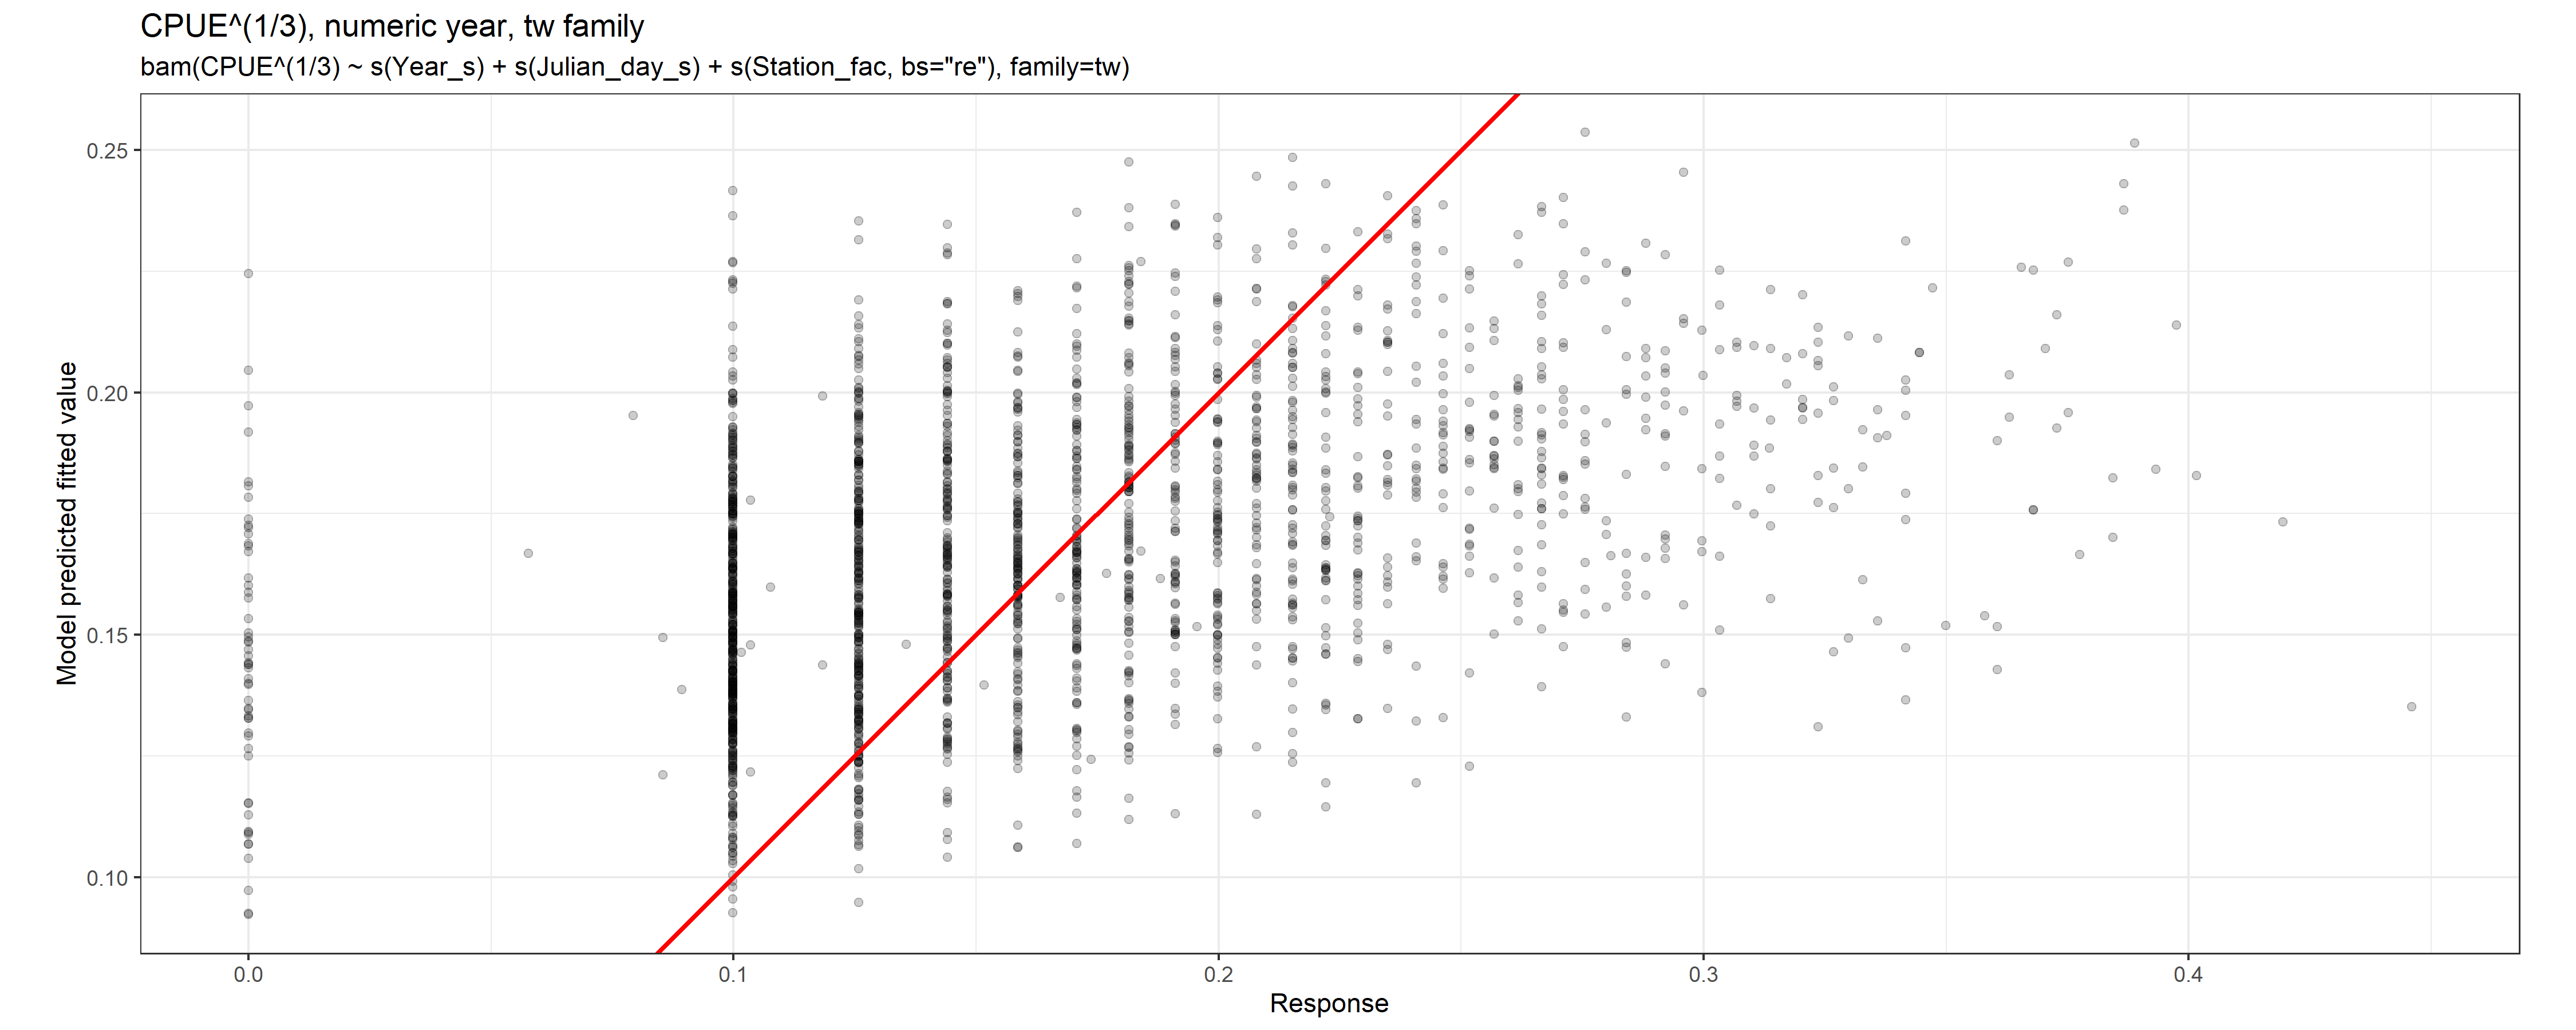 CPUE^(1/3), numeric year, tw family
bam(CPUE^(1/3) ~ s(Year_s) + s(Julian_day_s) + s(Station_fac, bs="re"), family=tw)
Model predicted fitted value
0.25
0.20
0.15
0.10
0.0 0.1 0.2 0.3 0.4
Response